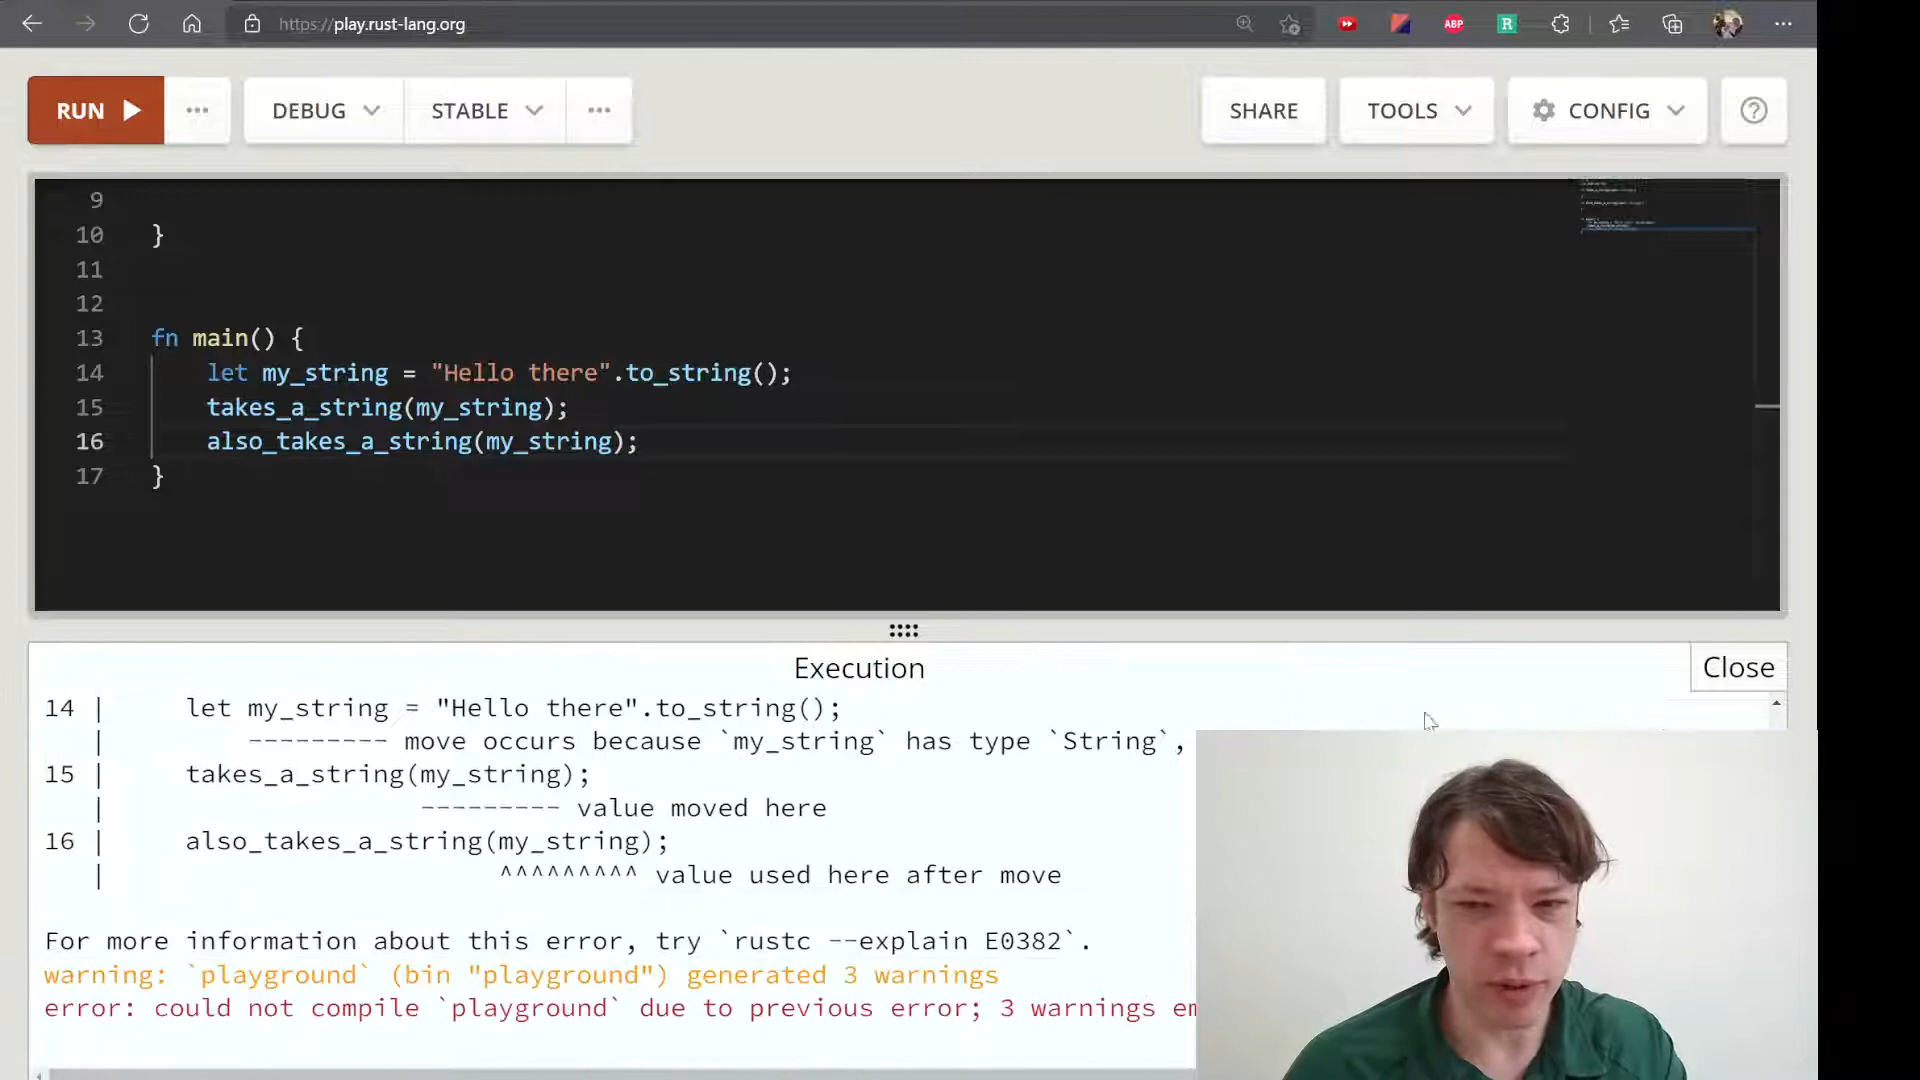 https://play.rust-lang.org
ABP
R
RUN
DEBUG
STABLE
SHARE
TOOLS
CONFIG
9
10 }
11
12
13 fn main() {
14 let my_string = "Hello there".to_string();
15 takes_a_string(my_string);
16 also_takes_a_string(my_string);
17 }
Execution
Close
14 | let my_string = "Hello there".to_string();
| --------- move occurs because `my_string` has type `String`,
15 | takes_a_string(my_string);
| --------- value moved here
16 | also_takes_a_string(my_string);
| ^^^^^^^^^ value used here after move
For more information about this error, try `rustc --explain E0382`.
warning: `playground` (bin "playground") generated 3 warnings
error: could not compile `playground` due to previous error; 3 warnings em